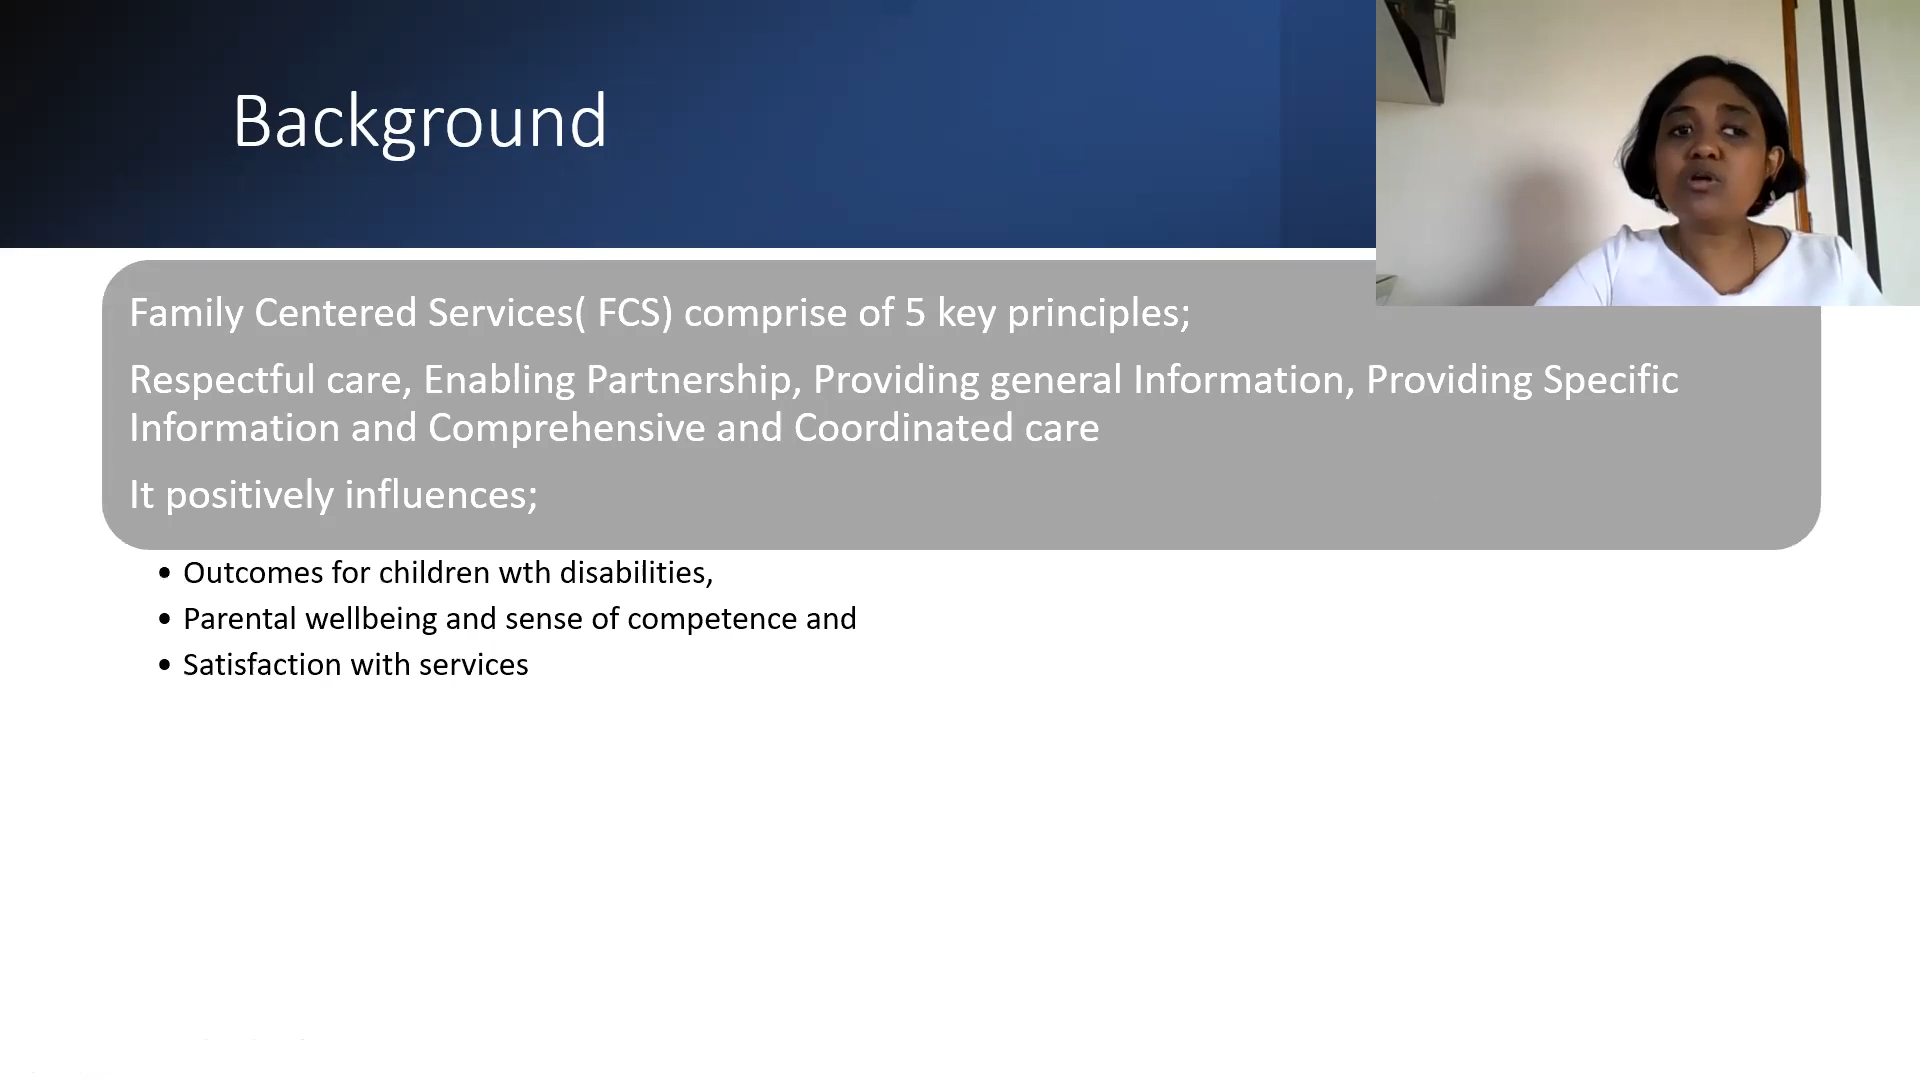 Background
Family Centered Services( FCS) comprise of 5 key principles;
Respectful care, Enabling Partnership, Providing general Information, Providing Specific
Information and Comprehensive and Coordinated care
It positively influences;
• Outcomes for children wth disabilities,
• Parental wellbeing and sense of competence and
• Satisfaction with services